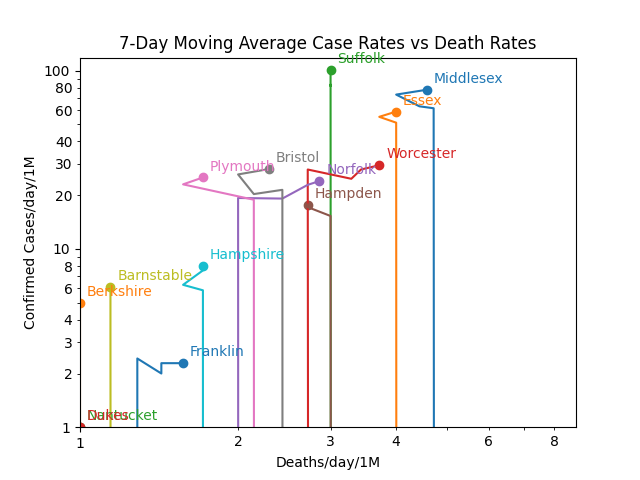 7-Day Moving Average Case Rates vs Death Rates
Suffolk
Middlesex
Essex
Worcester
Bristol
Plymouth
Norfolk
Hampden
Hampshire
Barnstable
Berkshire
Franklin
Dukes
Nantucket
Confirmed Cases/day/1M
100
80
60
40
30
20
10
8
6
4
3
2
1
1
2
3
4
6
8
Deaths/day/1M